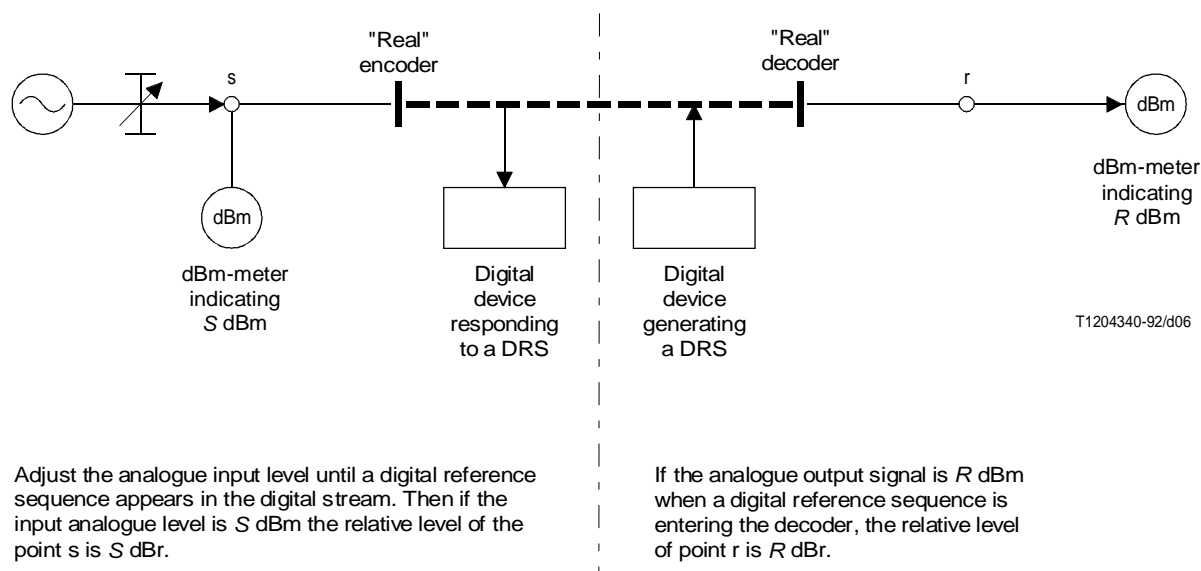 "Real"
encoder
"Real"
decoder
s
r
dBm
dBm
dBm-meter
indicating
S dBm
Digital
device
responding
to a DRS
Digital
device
generating
a DRS
dBm-meter
indicating
R dBm
T1204340-92/d06
Adjust the analogue input level until a digital reference
sequence appears in the digital stream. Then if the
input analogue level is S dBm the relative level of the
point s is S dBr.
If the analogue output signal is R dBm
when a digital reference sequence is
entering the decoder, the relative level
of point r is R dBr.